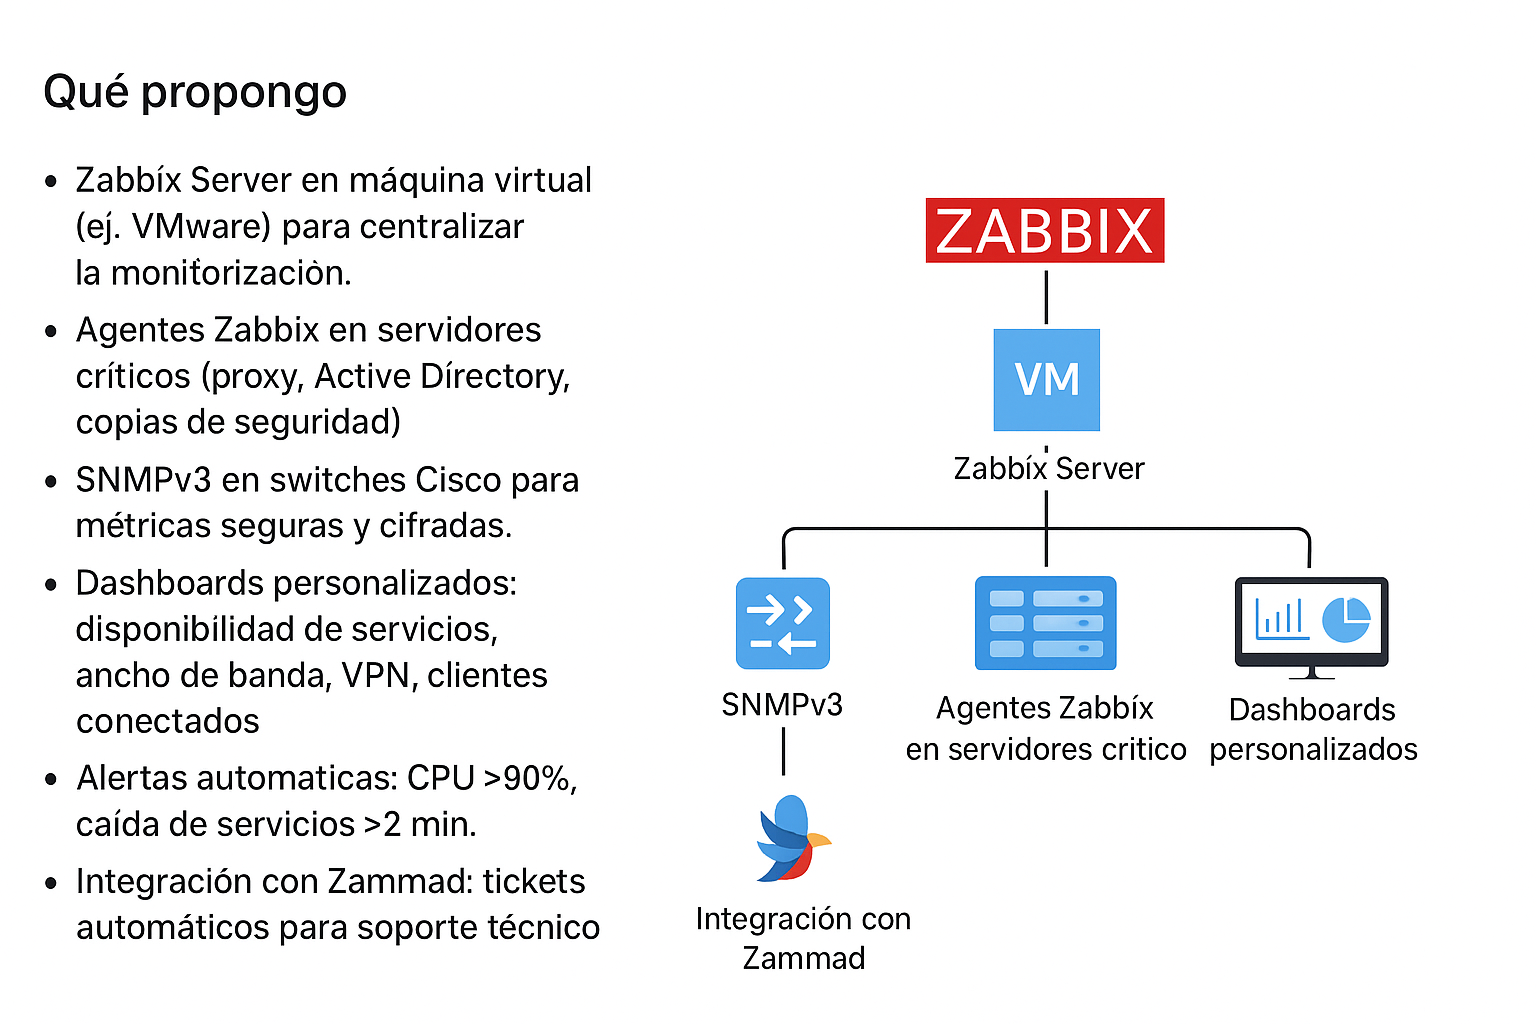 Qué propongo
• Zabbíx Server en máquina virtual
(ej. VMware) para centralizar
la monitorizaciòn.
• Agentes Zabbix en servidores
críticos (proxy, Active Dírectory,
copias de seguridad)
• SNMPv3 en switches Cisco para
métricas seguras y cifradas.
• Dashboards personalizados:
disponibílidad de servicios,
ancho de banda, VPN, clientes
conectados
• Alertas automaticas: CPU >90%,
caída de servicios >2 min.
• Integración con Zammad: tickets
automáticos para soporte técnico
ZABBIX
VM
Zabbíx Server
SNMPv3
Agentes Zabbíx
en servidores critico
Dashboards
personalizados
Integración con
Zammad